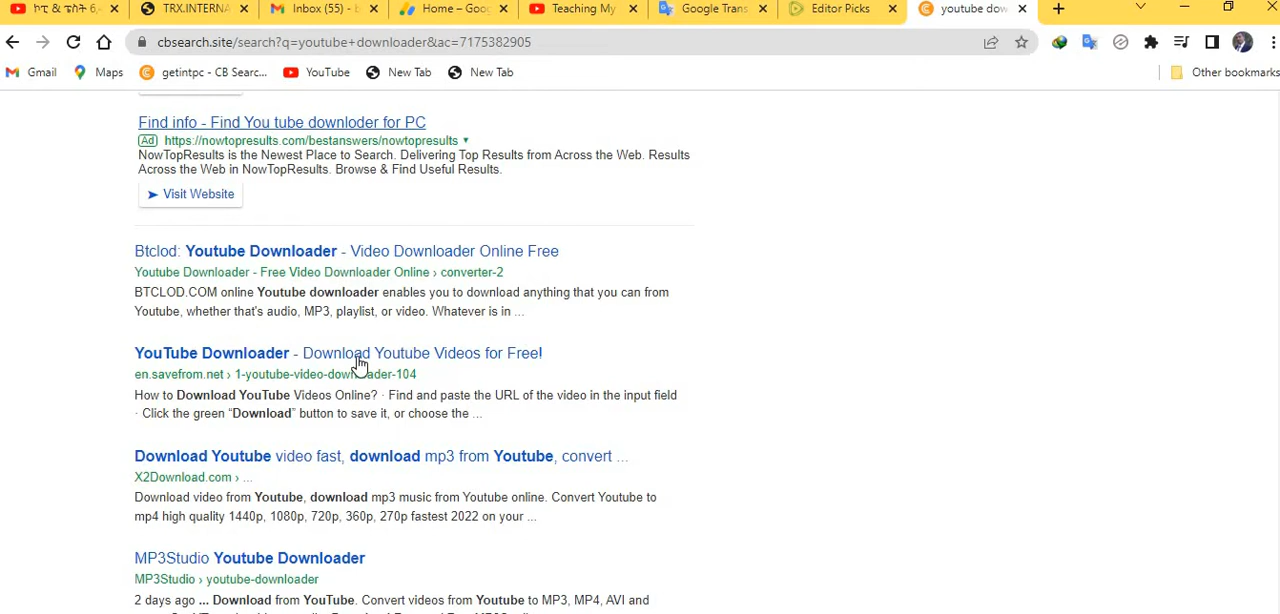 ኮፒ & ፔስት 6,
TRX.INTERNA
Inbox (55) - b
Home – Goog
Teaching My
Google Trans
Editor Picks
youtube dow
cbsearch.site/search?q=youtube+downloader&ac=7175382905
Gmail Maps getintpc - CB Searc... YouTube New Tab New Tab Other bookmarks
Find info - Find You tube downloder for PC
Ad https://nowtopresults.com/bestanswers/nowtopresults
NowTopResults is the Newest Place to Search. Delivering Top Results from Across the Web. Results
Across the Web in NowTopResults. Browse & Find Useful Results.
Visit Website
Btclod: Youtube Downloader - Video Downloader Online Free
Youtube Downloader - Free Video Downloader Online › converter-2
BTCLOD.COM online Youtube downloader enables you to download anything that you can from
Youtube, whether that's audio, MP3, playlist, or video. Whatever is in ...
YouTube Downloader - Download Youtube Videos for Free!
en.savefrom.net › 1-youtube-video-downloader-104
How to Download YouTube Videos Online? · Find and paste the URL of the video in the input field
· Click the green “Download” button to save it, or choose the ...
Download Youtube video fast, download mp3 from Youtube, convert ...
X2Download.com › ...
Download video from Youtube, download mp3 music from Youtube online. Convert Youtube to
mp4 high quality 1440p, 1080p, 720p, 360p, 270p fastest 2022 on your ...
MP3Studio Youtube Downloader
MP3Studio › youtube-downloader
2 days ago ... Download from YouTube. Convert videos from Youtube to MP3, MP4, AVI and